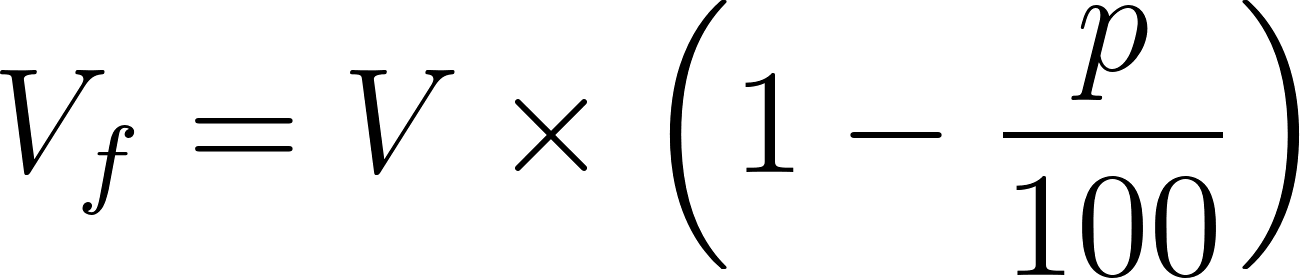 V_f = V × (1 − p/100)